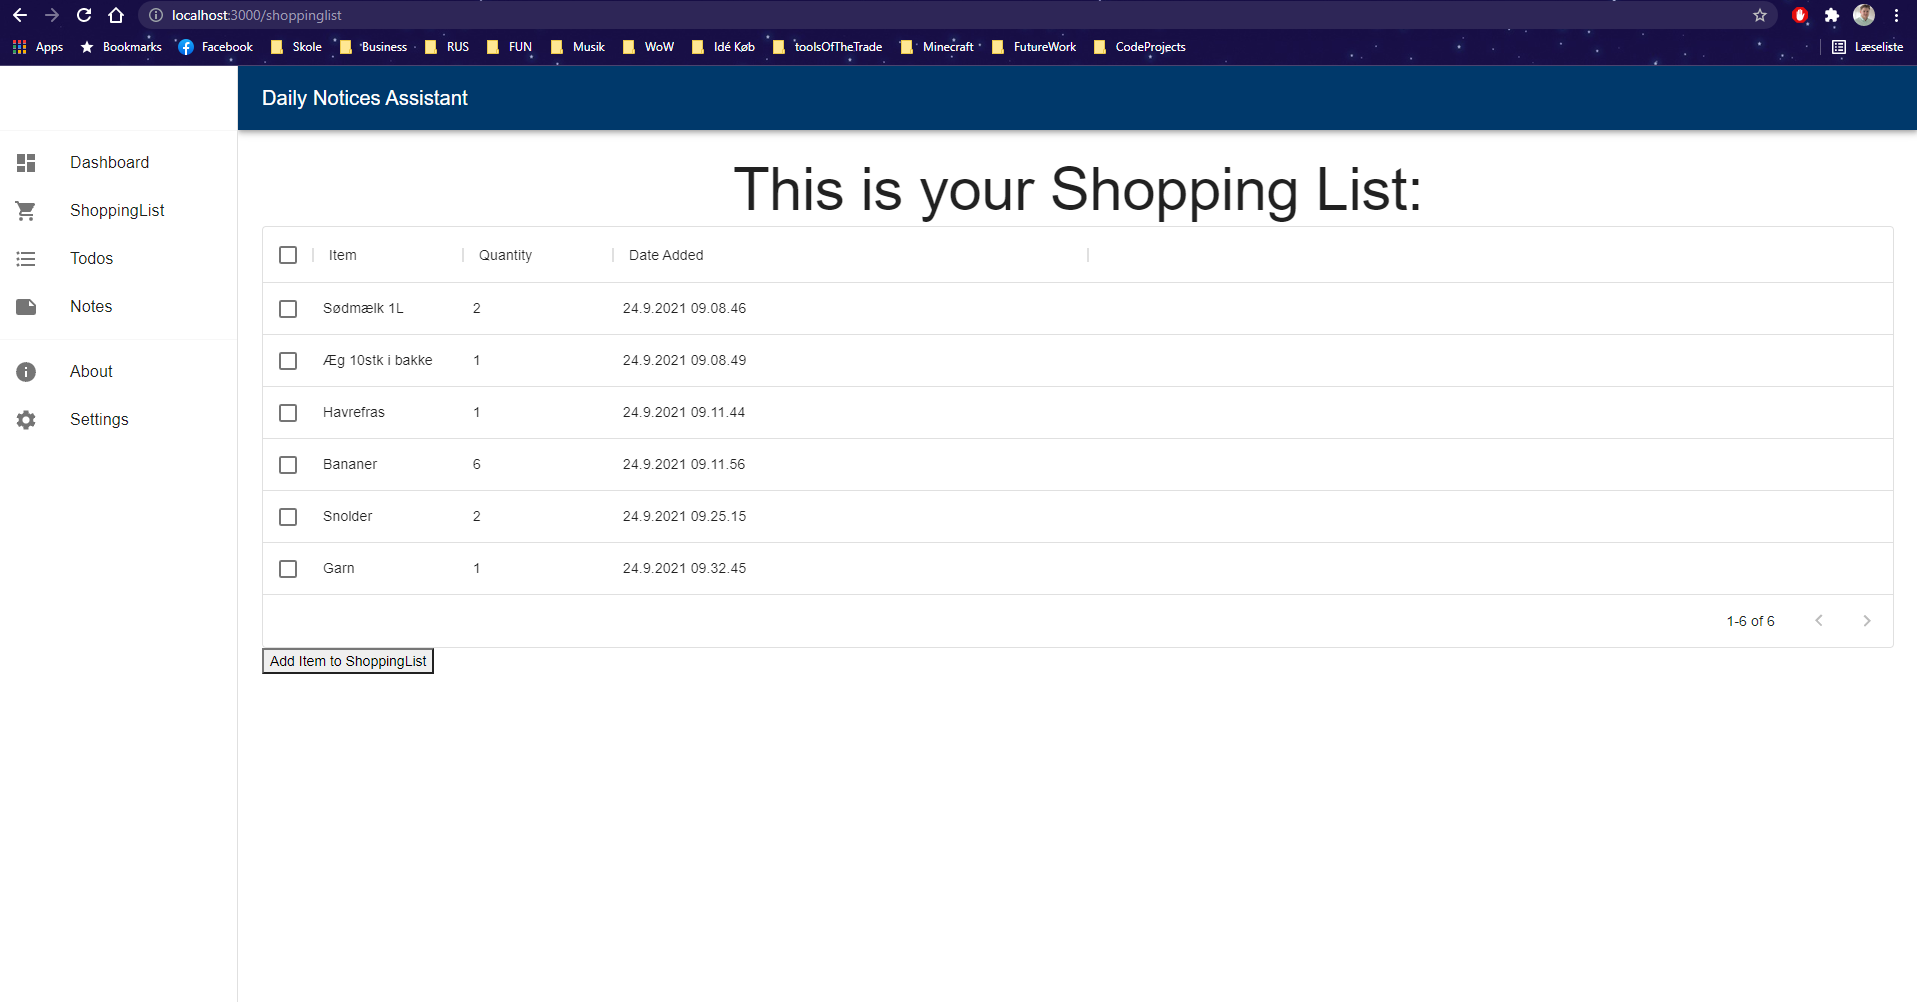 localhost:3000/shoppinglist
Apps Bookmarks Facebook Skole Business RUS FUN Musik WoW Idé Køb toolsOfTheTrade Minecraft FutureWork CodeProjects Læseliste
Daily Notices Assistant
Dashboard
ShoppingList
Todos
Notes
About
Settings
This is your Shopping List:
Item Quantity Date Added
Sødmælk 1L 2 24.9.2021 09.08.46
Æg 10stk i bakke 1 24.9.2021 09.08.49
Havrefras 1 24.9.2021 09.11.44
Bananer 6 24.9.2021 09.11.56
Snolder 2 24.9.2021 09.25.15
Garn 1 24.9.2021 09.32.45
1-6 of 6
Add Item to ShoppingList